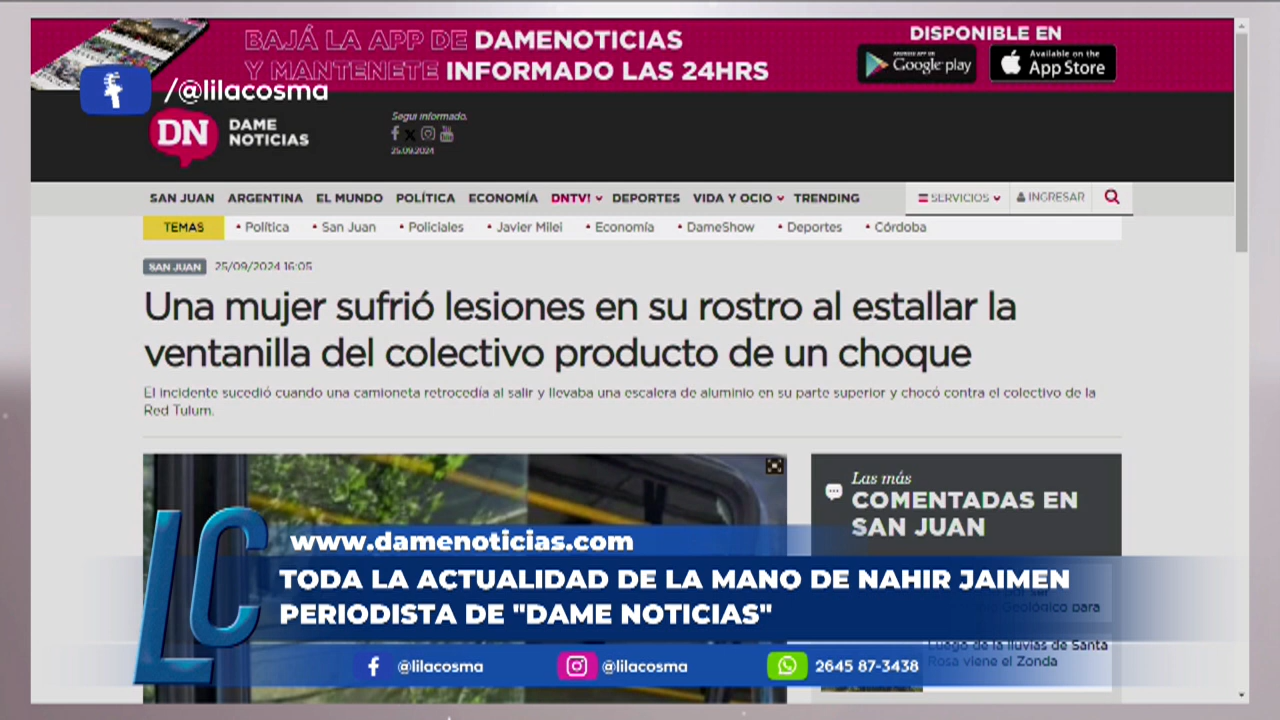 BAJÁ LA APP DE DAMENOTICIAS
Y MANTENETE INFORMADO LAS 24HRS
DISPONIBLE EN
Google play
Available on the
App Store
/@lilacosma
DN
DAME
NOTICIAS
Seguí informado.
25.09.2024
SAN JUAN ARGENTINA EL MUNDO POLÍTICA ECONOMÍA DNTV! DEPORTES VIDA Y OCIO TRENDING SERVICIOS INGRESAR
TEMAS • Política • San Juan • Policiales • Javier Milei • Economía • DameShow • Deportes • Córdoba
SAN JUAN 25/09/2024 16:05
Una mujer sufrió lesiones en su rostro al estallar la
ventanilla del colectivo producto de un choque
El incidente sucedió cuando una camioneta retrocedía al salir y llevaba una escalera de aluminio en su parte superior y chocó contra el colectivo de la
Red Tulum.
Las más
COMENTADAS EN
SAN JUAN
Geológico para
Luego de la lluvias de Santa
Rosa viene el Zonda
LC
www.damenoticias.com
TODA LA ACTUALIDAD DE LA MANO DE NAHIR JAIMEN
PERIODISTA DE "DAME NOTICIAS"
@lilacosma @lilacosma 2645 87-3438